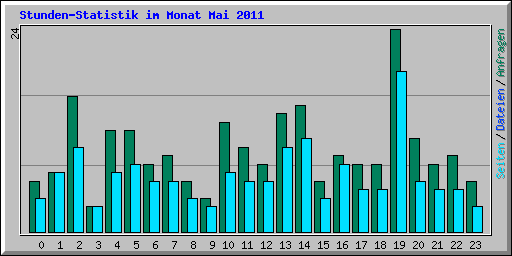 Stunden-Statistik im Monat Mai 2011
24
Seiten/Dateien/Anfragen
0 1 2 3 4 5 6 7 8 9 10 11 12 13 14 15 16 17 18 19 20 21 22 23